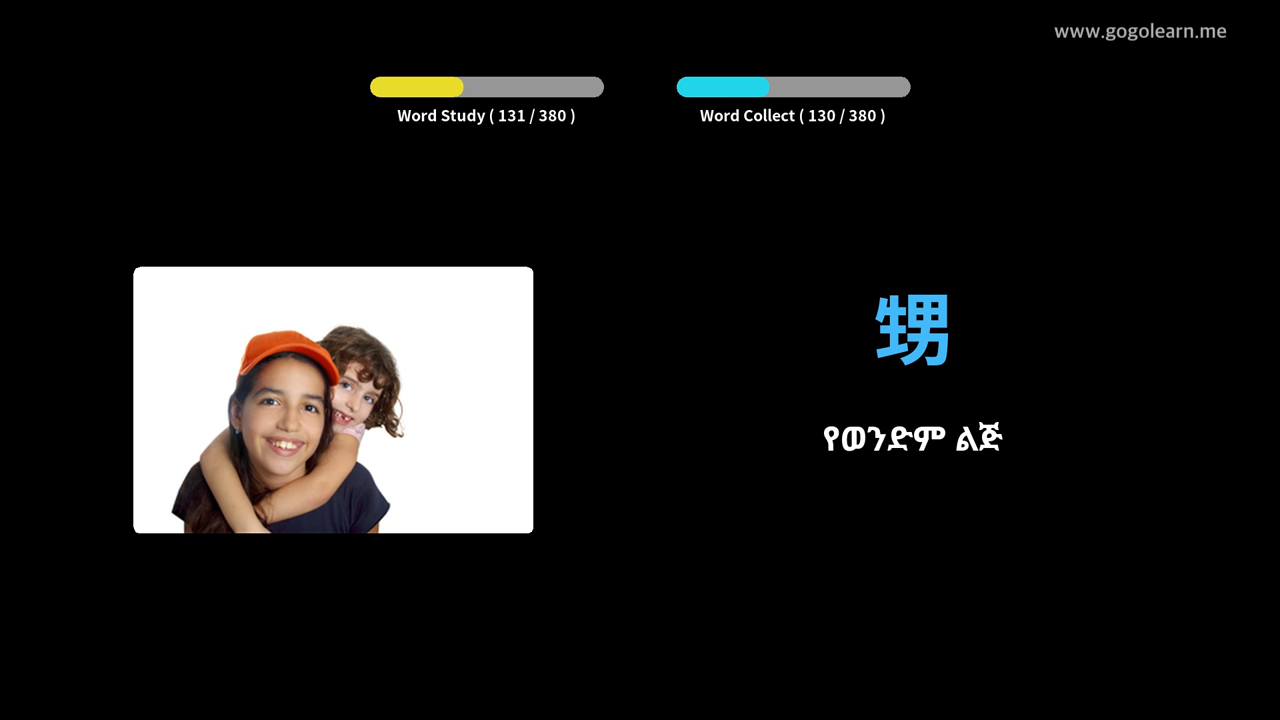 www.gogolearn.me
Word Study ( 131 / 380 )
Word Collect ( 130 / 380 )
甥
የወንድም ልጅ